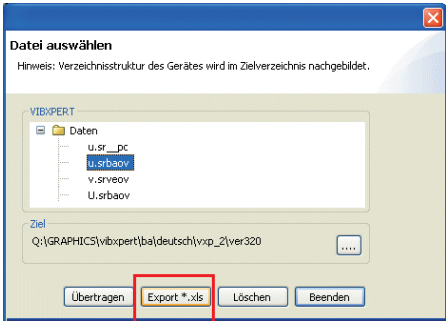 Datei auswählen
Hinweis: Verzeichnisstruktur des Gerätes wird im Zielverzeichnis nachgebildet.
VIBXPERT
Daten
u.sr__pc
u.srbaov
v.srveov
U.srbaov
Ziel
Q:\GRAPHICS\vibxpert\ba\deutsch\vxp_2\ver320
....
Übertragen Export *.xls Löschen Beenden